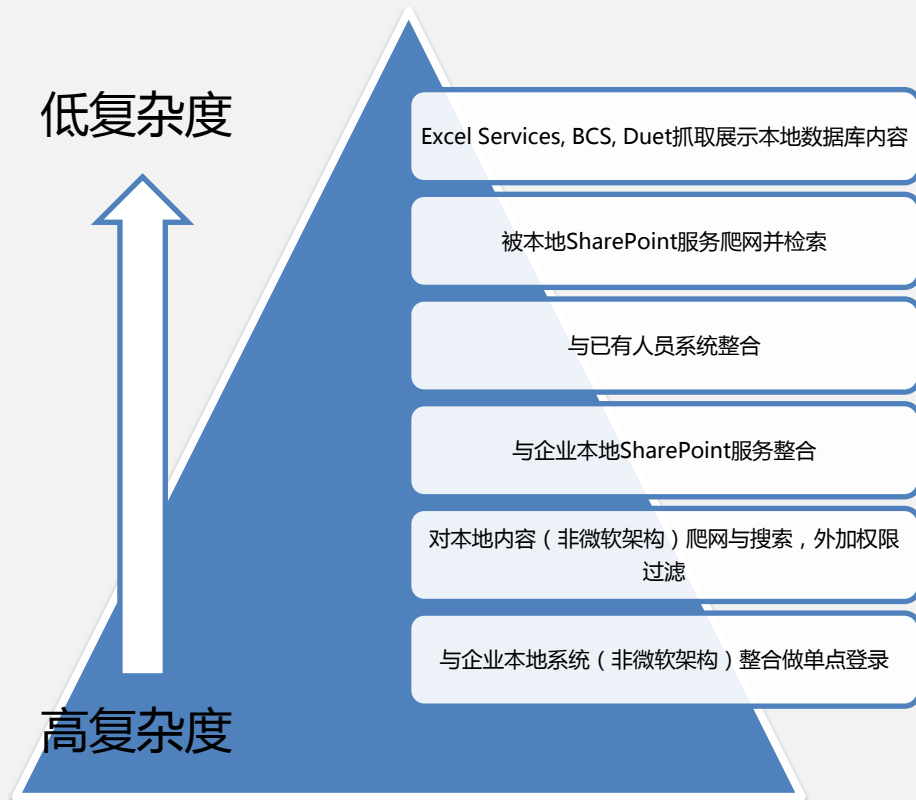 低复杂度
Excel Services, BCS, Duet抓取展示本地数据库内容
被本地SharePoint服务爬网并检索
与已有人员系统整合
与企业本地SharePoint服务整合
对本地内容（非微软架构）爬网与搜索，外加权限
过滤
与企业本地系统（非微软架构）整合做单点登录
高复杂度